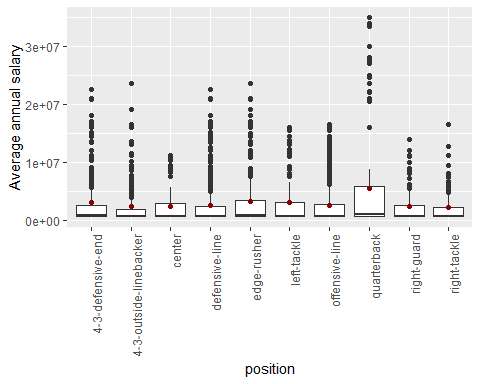 Average annual salary
3e+07
2e+07
1e+07
0e+00
4-3-defensive-end
4-3-outside-linebacker
center
defensive-line
edge-rusher
left-tackle
offensive-line
quarterback
right-guard
right-tackle
position